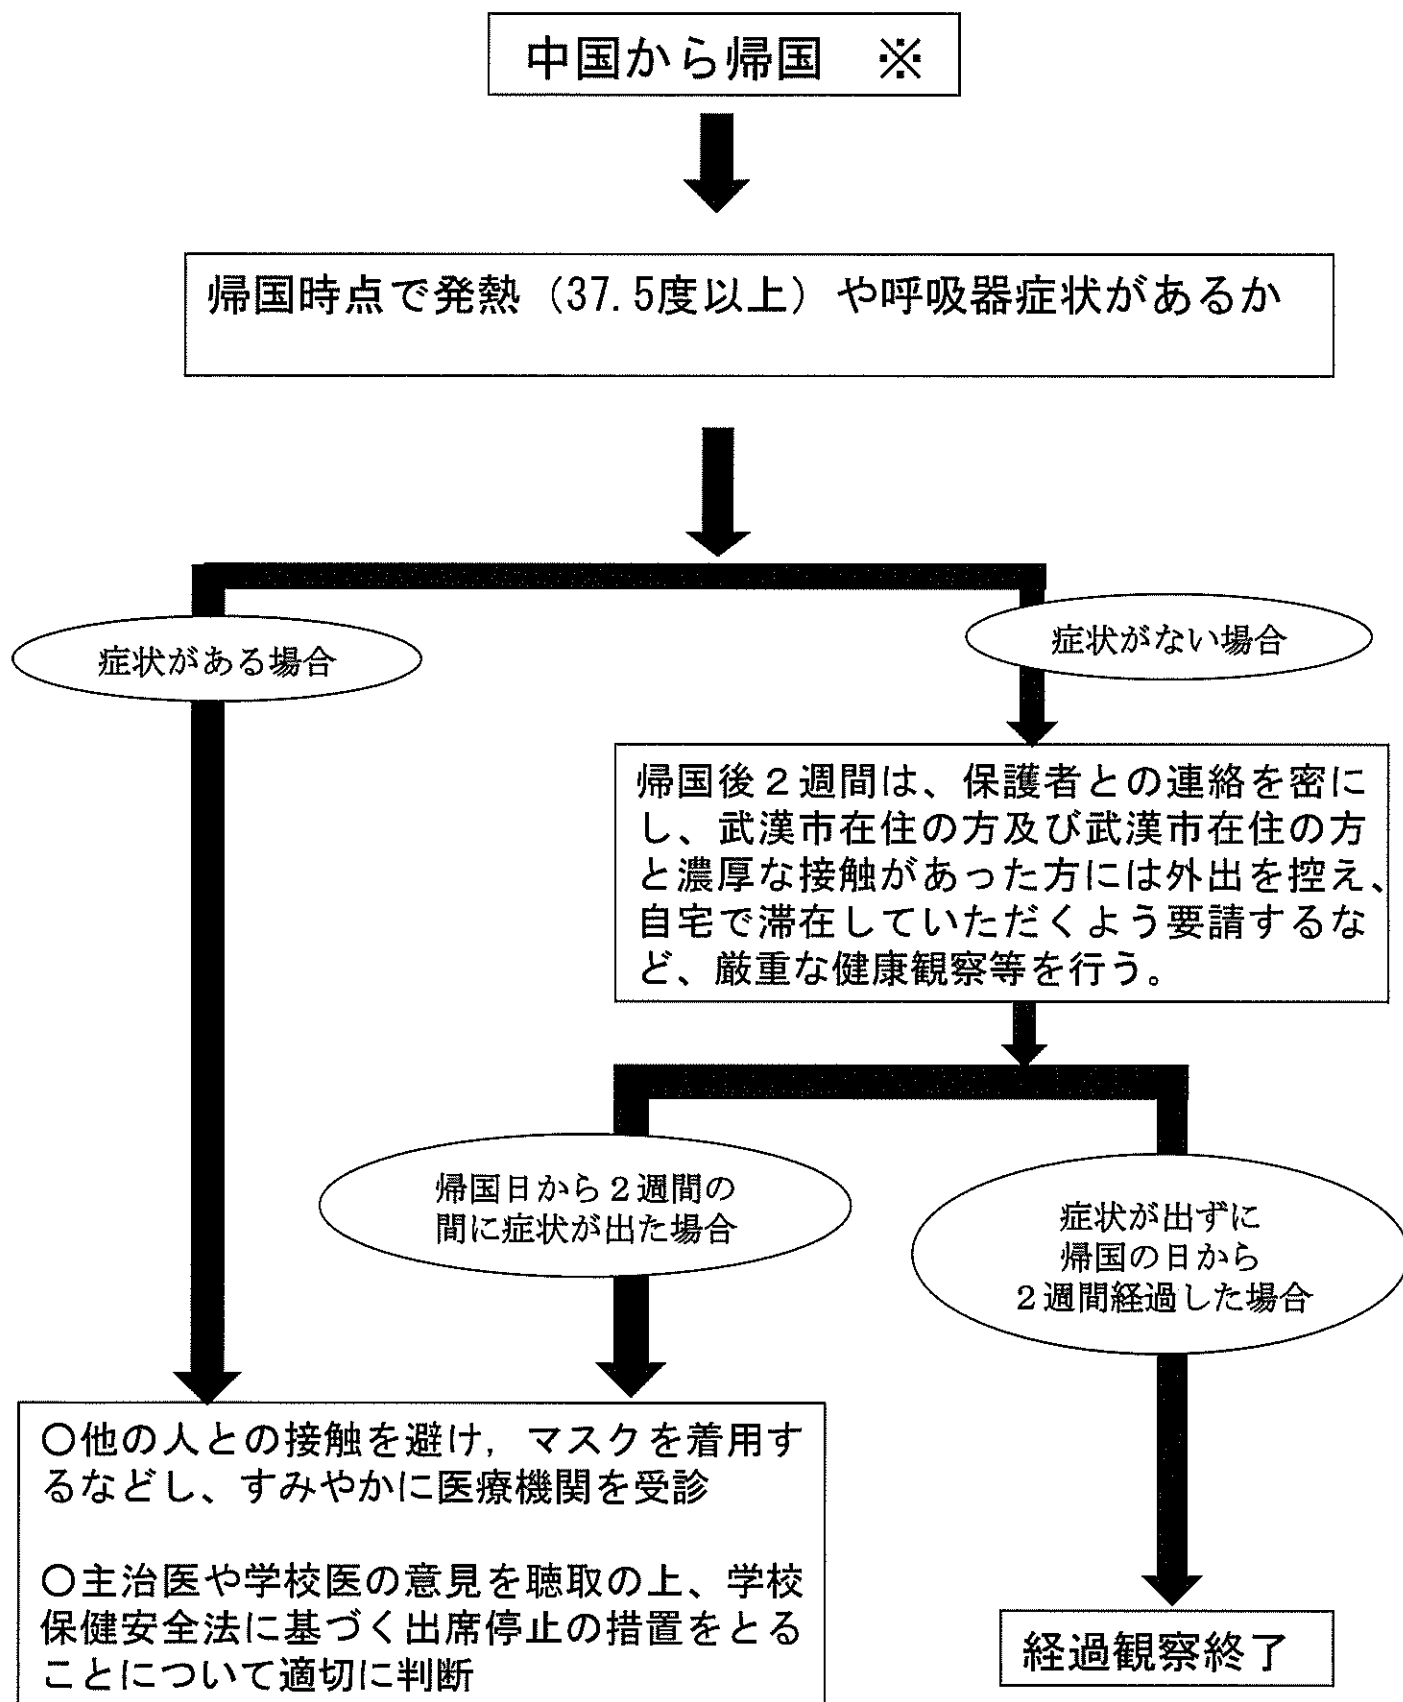 中国から帰国　※
帰国時点で発熱（37.5度以上）や呼吸器症状があるか
症状がある場合
症状がない場合
帰国後２週間は、保護者との連絡を密に
し、武漢市在住の方及び武漢市在住の方
と濃厚な接触があった方には外出を控え、
自宅で滞在していただくよう要請するな
ど、厳重な健康観察等を行う。
帰国日から２週間の
間に症状が出た場合
症状が出ずに
帰国の日から
２週間経過した場合
○他の人との接触を避け，マスクを着用す
るなどし、すみやかに医療機関を受診
○主治医や学校医の意見を聴取の上、学校
保健安全法に基づく出席停止の措置をとる
ことについて適切に判断
経過観察終了